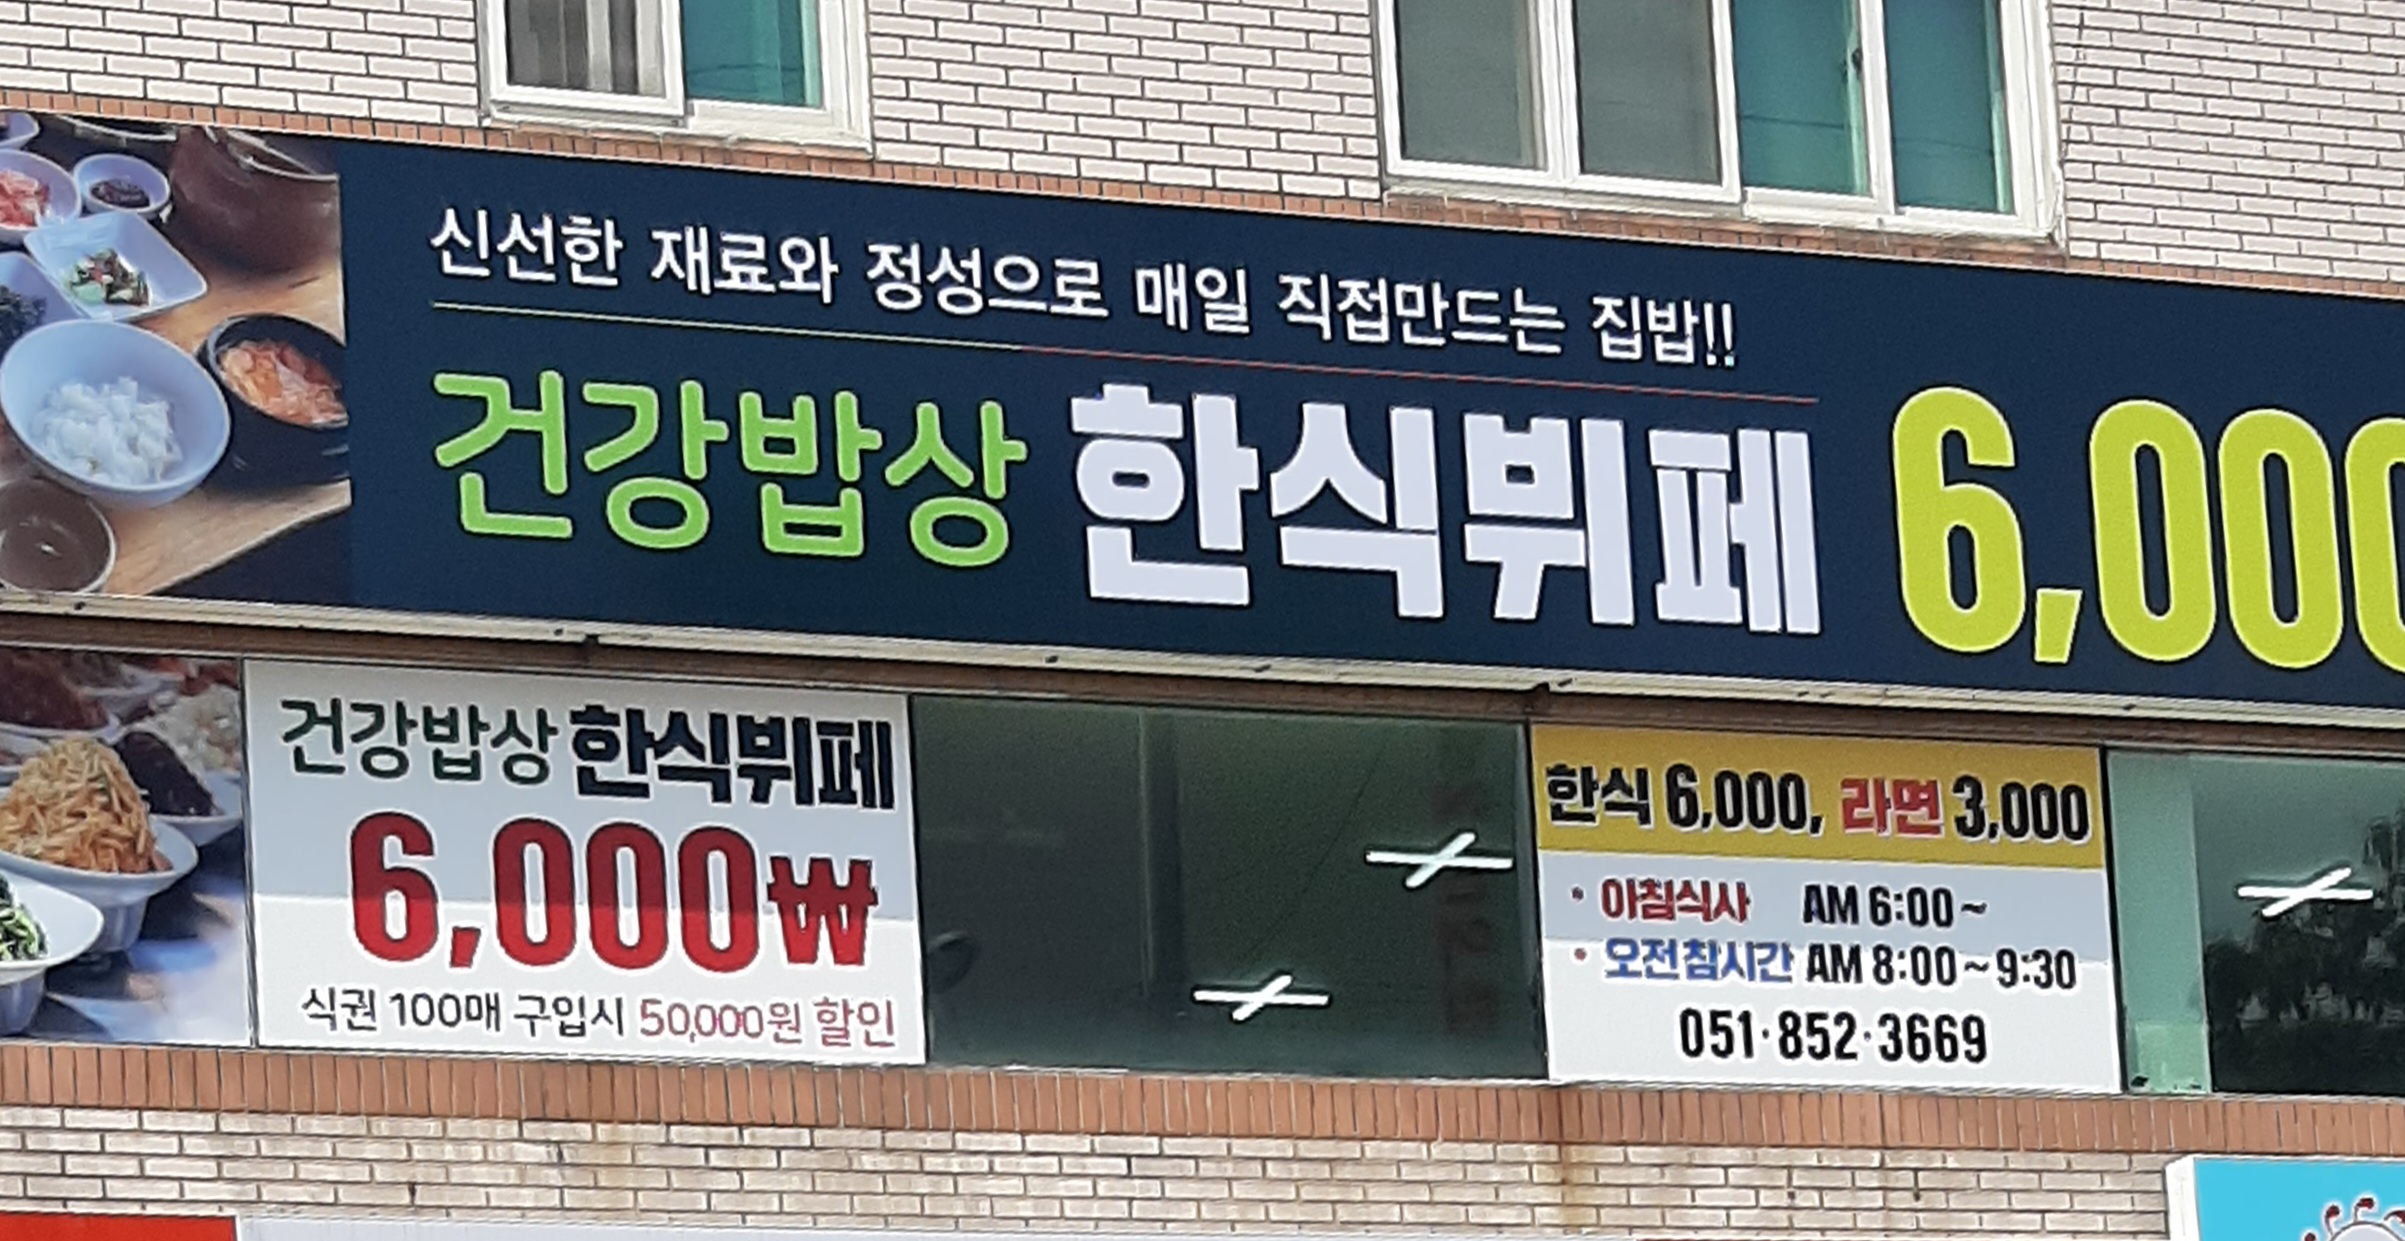 신선한 재료와 정성으로 매일 직접만드는 집밥!!
건강밥상 한식뷔페 6,000
건강밥상 한식뷔페
6,000₩
식권 100매 구입시 50,000원 할인
한식 6,000, 라면 3,000
• 아침식사 AM 6:00~
• 오전참시간 AM 8:00~9:30
051·852·3669